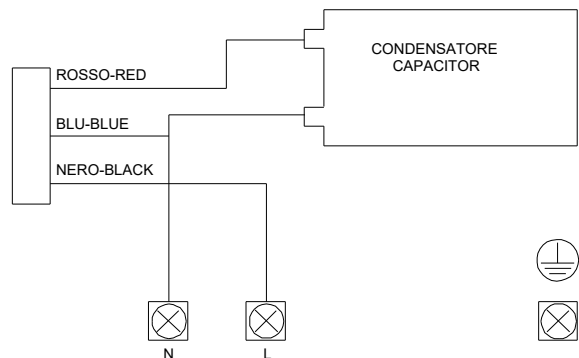 CONDENSATORE
CAPACITOR
ROSSO-RED
BLU-BLUE
NERO-BLACK
N
L